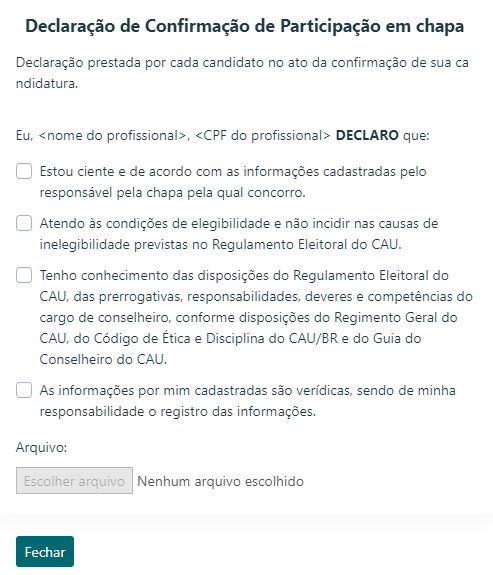 Declaração de Confirmação de Participação em chapa
Declaração prestada por cada candidato no ato da confirmação de sua ca
ndidatura.
Eu, <nome do profissional>, <CPF do profissional> DECLARO que:
Estou ciente e de acordo com as informações cadastradas pelo
responsável pela chapa pela qual concorro.
Atendo às condições de elegibilidade e não incidir nas causas de
inelegibilidade previstas no Regulamento Eleitoral do CAU.
Tenho conhecimento das disposições do Regulamento Eleitoral do
CAU, das prerrogativas, responsabilidades, deveres e competências do
cargo de conselheiro, conforme disposições do Regimento Geral do
CAU, do Código de Ética e Disciplina do CAU/BR e do Guia do
Conselheiro do CAU.
As informações por mim cadastradas são verídicas, sendo de minha
responsabilidade o registro das informações.
Arquivo:
Escolher arquivo Nenhum arquivo escolhido
Fechar